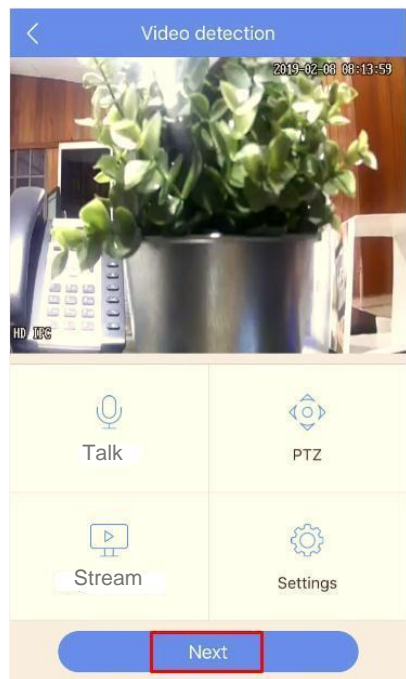 Video detection
2019-02-08 08:13:59
HD IPC
Talk
PTZ
Stream
Settings
Next